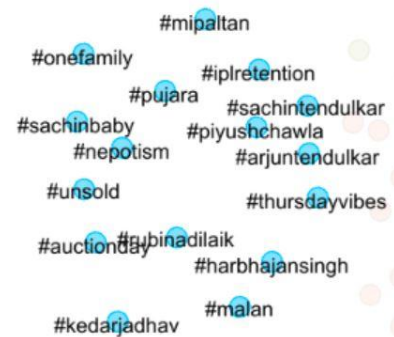 #mipaltan
#onefamily
#iplretention
#pujara
#sachintendulkar
#sachinbaby
#piyushchawla
#nepotism
#arjuntendulkar
#unsold
#thursdayvibes
#auctionday
#rubinadilaik
#harbhajansingh
#malan
#kedarjadhav